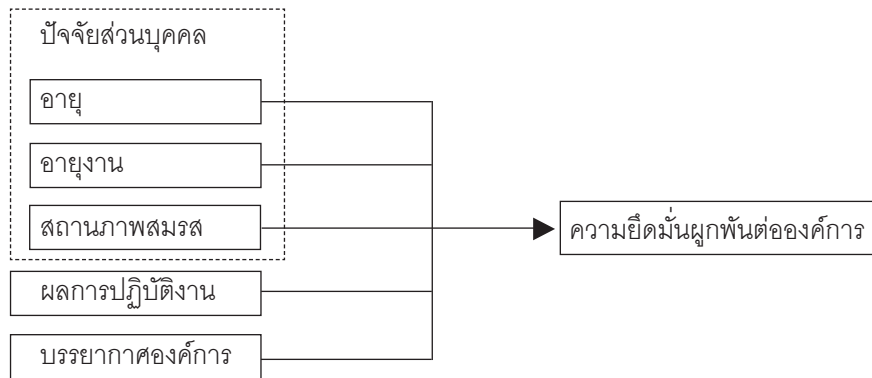 ปัจจัยส่วนบุคคล
อายุ
อายุงาน
สถานภาพสมรส
ความยึดมั่นผูกพันต่อองค์การ
ผลการปฏิบัติงาน
บรรยากาศองค์การ